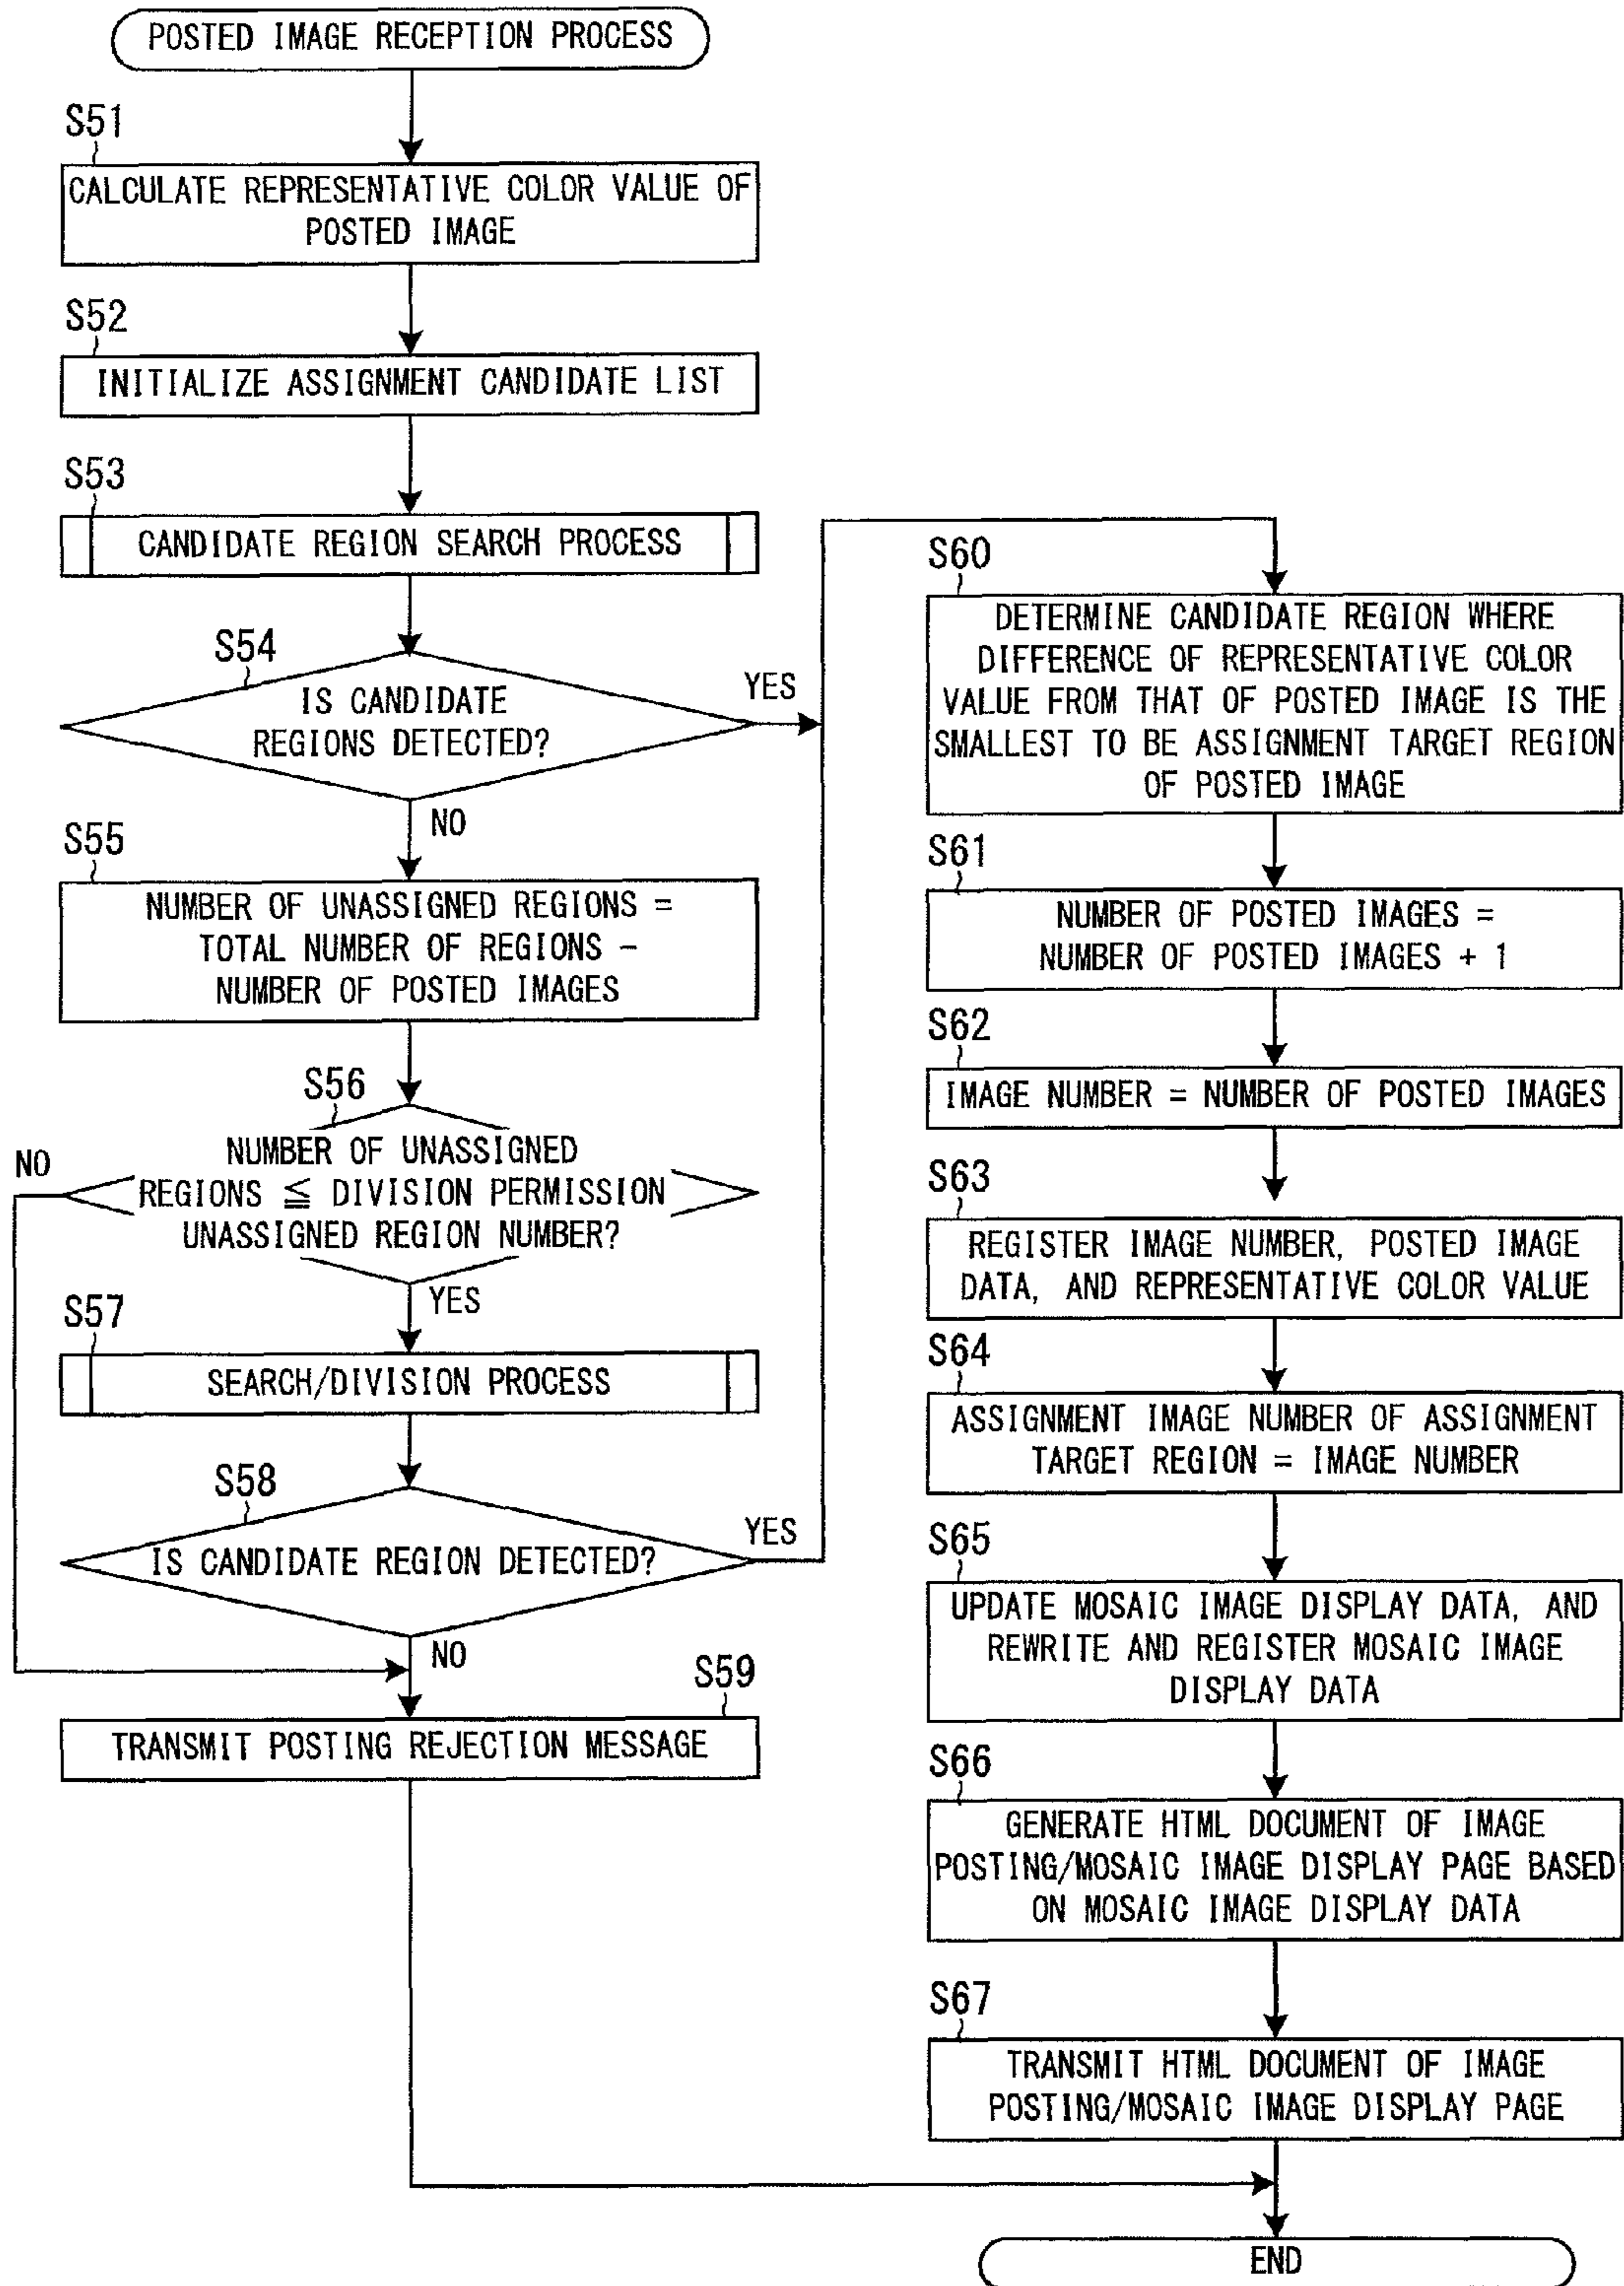 POSTED IMAGE RECEPTION PROCESS
S51
CALCULATE REPRESENTATIVE COLOR VALUE OF
POSTED IMAGE
S52
INITIALIZE ASSIGNMENT CANDIDATE LIST
S53
CANDIDATE REGION SEARCH PROCESS
S54
IS CANDIDATE
REGIONS DETECTED?
YES
NO
S55
NUMBER OF UNASSIGNED REGIONS =
TOTAL NUMBER OF REGIONS -
NUMBER OF POSTED IMAGES
S56
NUMBER OF UNASSIGNED
REGIONS ≦ DIVISION PERMISSION
UNASSIGNED REGION NUMBER?
NO
YES
S57
SEARCH/DIVISION PROCESS
S58
IS CANDIDATE REGION DETECTED?
YES
NO
S59
TRANSMIT POSTING REJECTION MESSAGE
S60
DETERMINE CANDIDATE REGION WHERE
DIFFERENCE OF REPRESENTATIVE COLOR
VALUE FROM THAT OF POSTED IMAGE IS THE
SMALLEST TO BE ASSIGNMENT TARGET REGION
OF POSTED IMAGE
S61
NUMBER OF POSTED IMAGES =
NUMBER OF POSTED IMAGES + 1
S62
IMAGE NUMBER = NUMBER OF POSTED IMAGES
S63
REGISTER IMAGE NUMBER, POSTED IMAGE
DATA, AND REPRESENTATIVE COLOR VALUE
S64
ASSIGNMENT IMAGE NUMBER OF ASSIGNMENT
TARGET REGION = IMAGE NUMBER
S65
UPDATE MOSAIC IMAGE DISPLAY DATA, AND
REWRITE AND REGISTER MOSAIC IMAGE
DISPLAY DATA
S66
GENERATE HTML DOCUMENT OF IMAGE
POSTING/MOSAIC IMAGE DISPLAY PAGE BASED
ON MOSAIC IMAGE DISPLAY DATA
S67
TRANSMIT HTML DOCUMENT OF IMAGE
POSTING/MOSAIC IMAGE DISPLAY PAGE
END